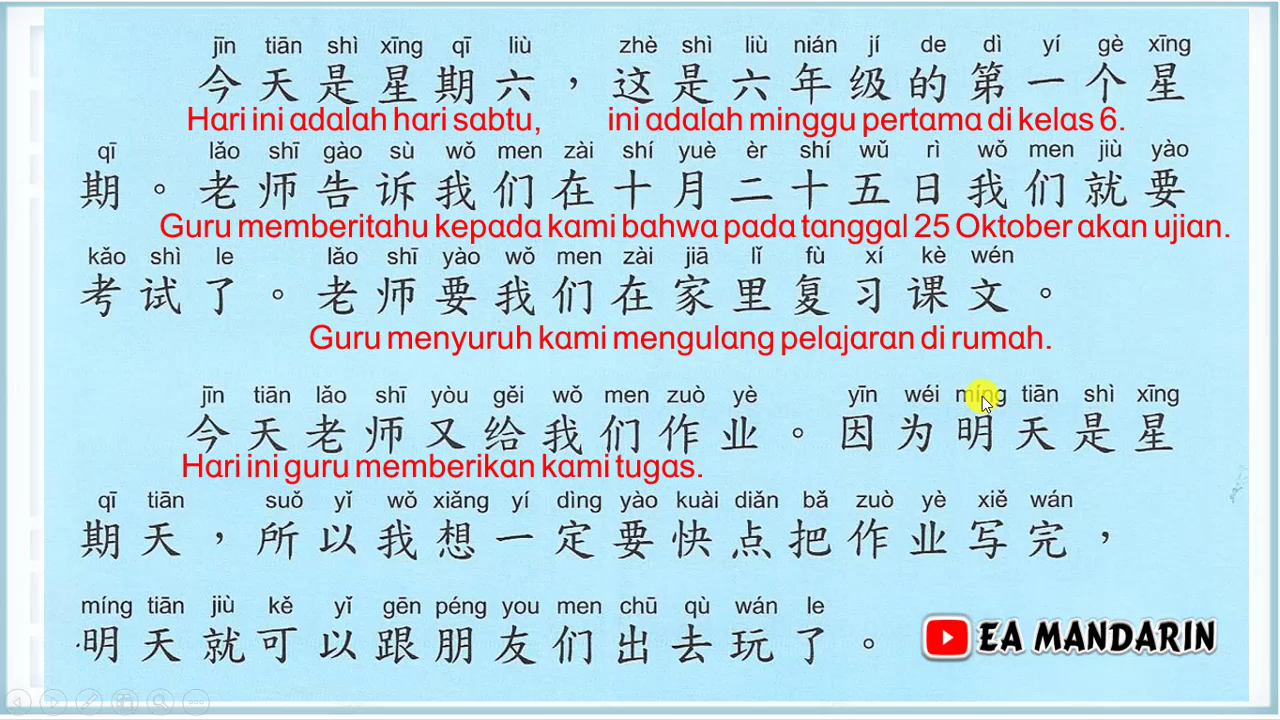 jīn tiān shì xīng qī liù zhè shì liù nián jí de dì yí gè xīng
今天是星期六，这是六年级的第一个星
Hari ini adalah hari sabtu, ini adalah minggu pertama di kelas 6.
qī lǎo shī gào sù wǒ men zài shí yuè èr shí wǔ rì wǒ men jiù yào
期。老师告诉我们在十月二十五日我们就要
Guru memberitahu kepada kami bahwa pada tanggal 25 Oktober akan ujian.
kǎo shì le lǎo shī yào wǒ men zài jiā lǐ fù xí kè wén
考试了。老师要我们在家里复习课文。
Guru menyuruh kami mengulang pelajaran di rumah.
jīn tiān lǎo shī yòu gěi wǒ men zuò yè yīn wéi míng tiān shì xīng
今天老师又给我们作业。因为明天是星
Hari ini guru memberikan kami tugas.
qī tiān suǒ yǐ wǒ xiǎng yí dìng yào kuài diǎn bǎ zuò yè xiě wán
期天，所以我想一定要快点把作业写完，
míng tiān jiù kě yǐ gēn péng you men chū qù wán le
明天就可以跟朋友们出去玩了。
EA MANDARIN